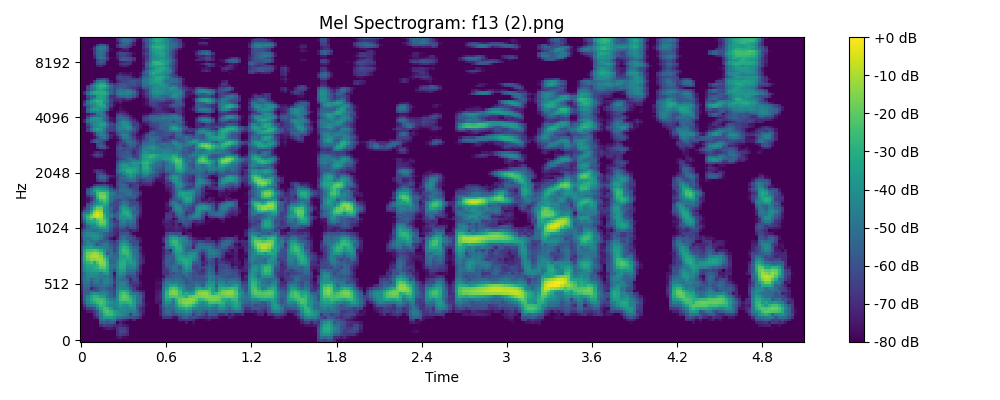 Mel Spectrogram: f13 (2).png
+0 dB
8192
-10 dB
4096
-20 dB
-30 dB
2048
Hz
-40 dB
1024
-50 dB
-60 dB
512
-70 dB
0
-80 dB
0 0.6 1.2 1.8 2.4 3 3.6 4.2 4.8
Time